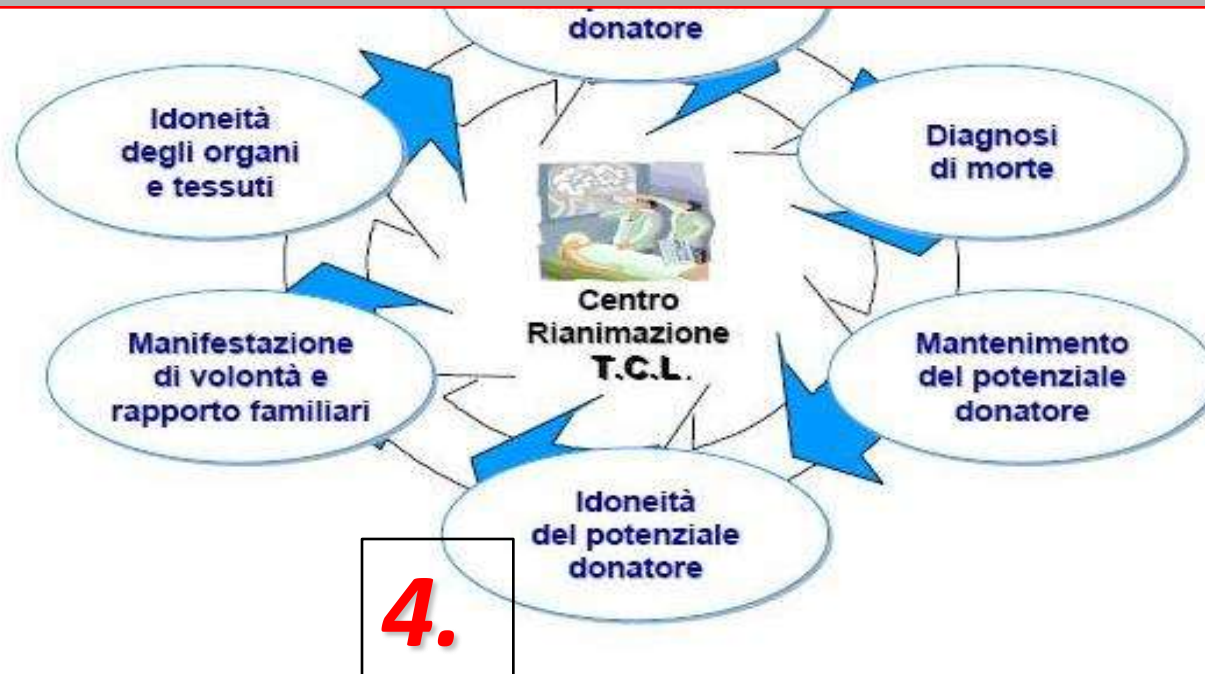 donatore
Idoneità
degli organi
e tessuti
Diagnosi
di morte
Centro
Rianimazione
T.C.L.
Manifestazione
di volontà e
rapporto familiari
Mantenimento
del potenziale
donatore
Idoneità
del potenziale
donatore
4.